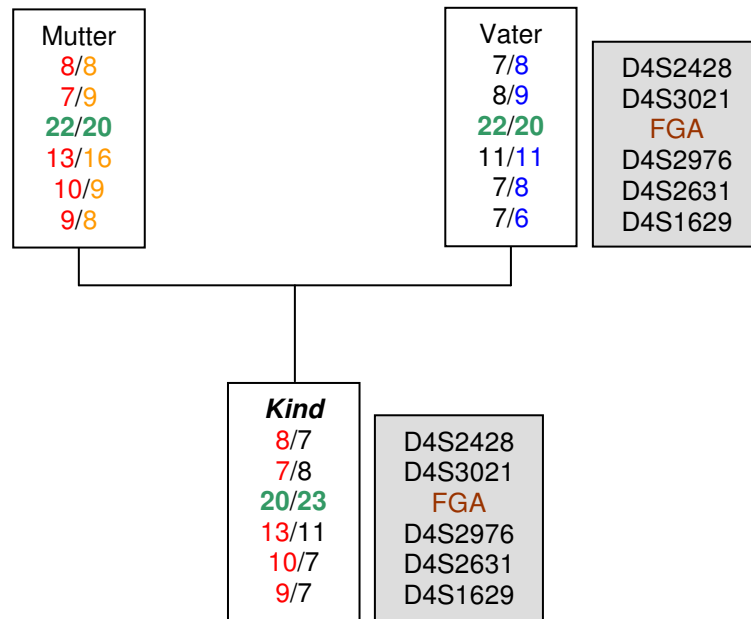 Mutter
8/8
7/9
22/20
13/16
10/9
9/8
Vater
7/8
8/9
22/20
11/11
7/8
7/6
D4S2428
D4S3021
FGA
D4S2976
D4S2631
D4S1629
Kind
8/7
7/8
20/23
13/11
10/7
9/7
D4S2428
D4S3021
FGA
D4S2976
D4S2631
D4S1629